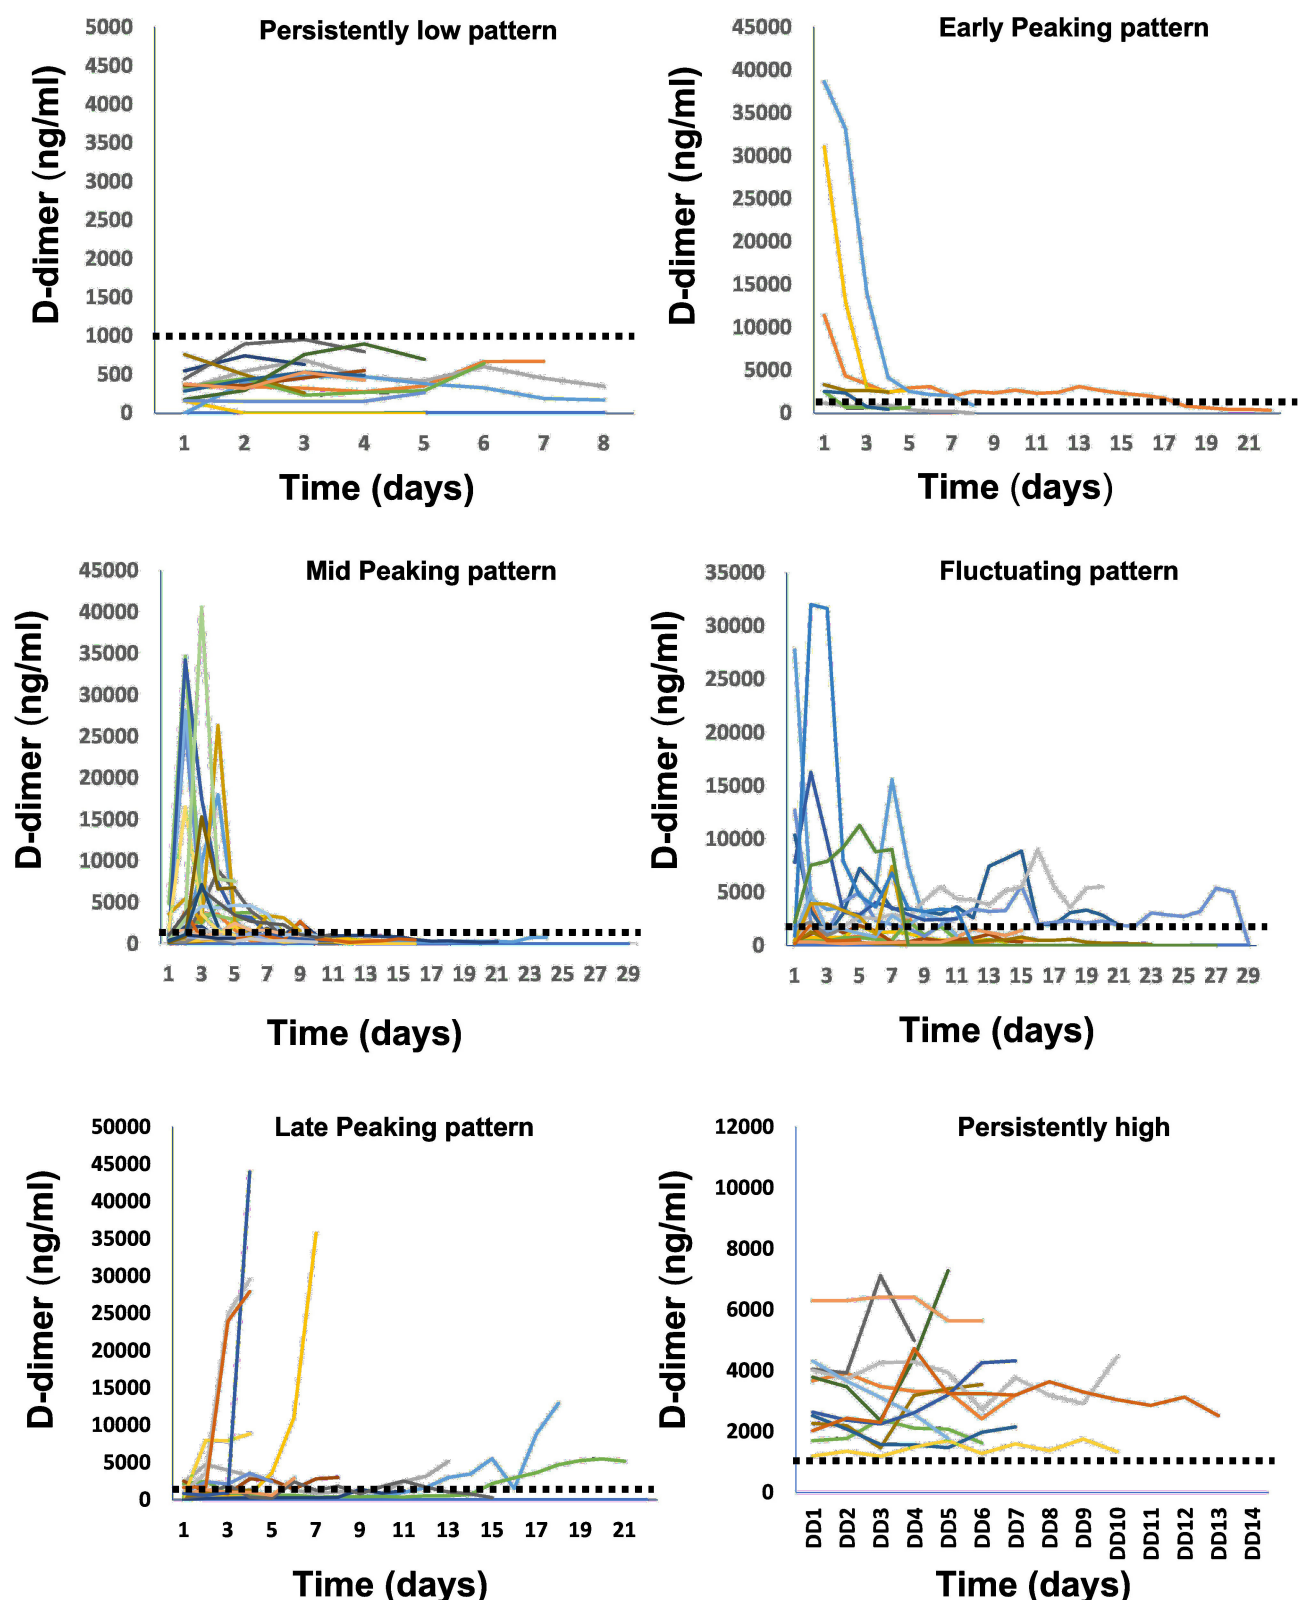 Persistently low pattern
D-dimer (ng/ml)
5000
4500
4000
3500
3000
2500
2000
1500
1000
500
0
1 2 3 4 5 6 7 8
Time (days)
Early Peaking pattern
D-dimer (ng/ml)
45000
40000
35000
30000
25000
20000
15000
10000
5000
0
1 3 5 7 9 11 13 15 17 19 21
Time (days)
Mid Peaking pattern
D-dimer (ng/ml)
45000
40000
35000
30000
25000
20000
15000
10000
5000
0
1 3 5 7 9 11 13 15 17 19 21 23 25 27 29
Time (days)
Fluctuating pattern
D-dimer (ng/ml)
35000
30000
25000
20000
15000
10000
5000
0
1 3 5 7 9 11 13 15 17 19 21 23 25 27 29
Time (days)
Late Peaking pattern
D-dimer (ng/ml)
50000
45000
40000
35000
30000
25000
20000
15000
10000
5000
0
1 3 5 7 9 11 13 15 17 19 21
Time (days)
Persistently high
D-dimer (ng/ml)
12000
10000
8000
6000
4000
2000
0
DD1 DD2 DD3 DD4 DD5 DD6 DD7 DD8 DD9 DD10 DD11 DD12 DD13 DD14
Time (days)